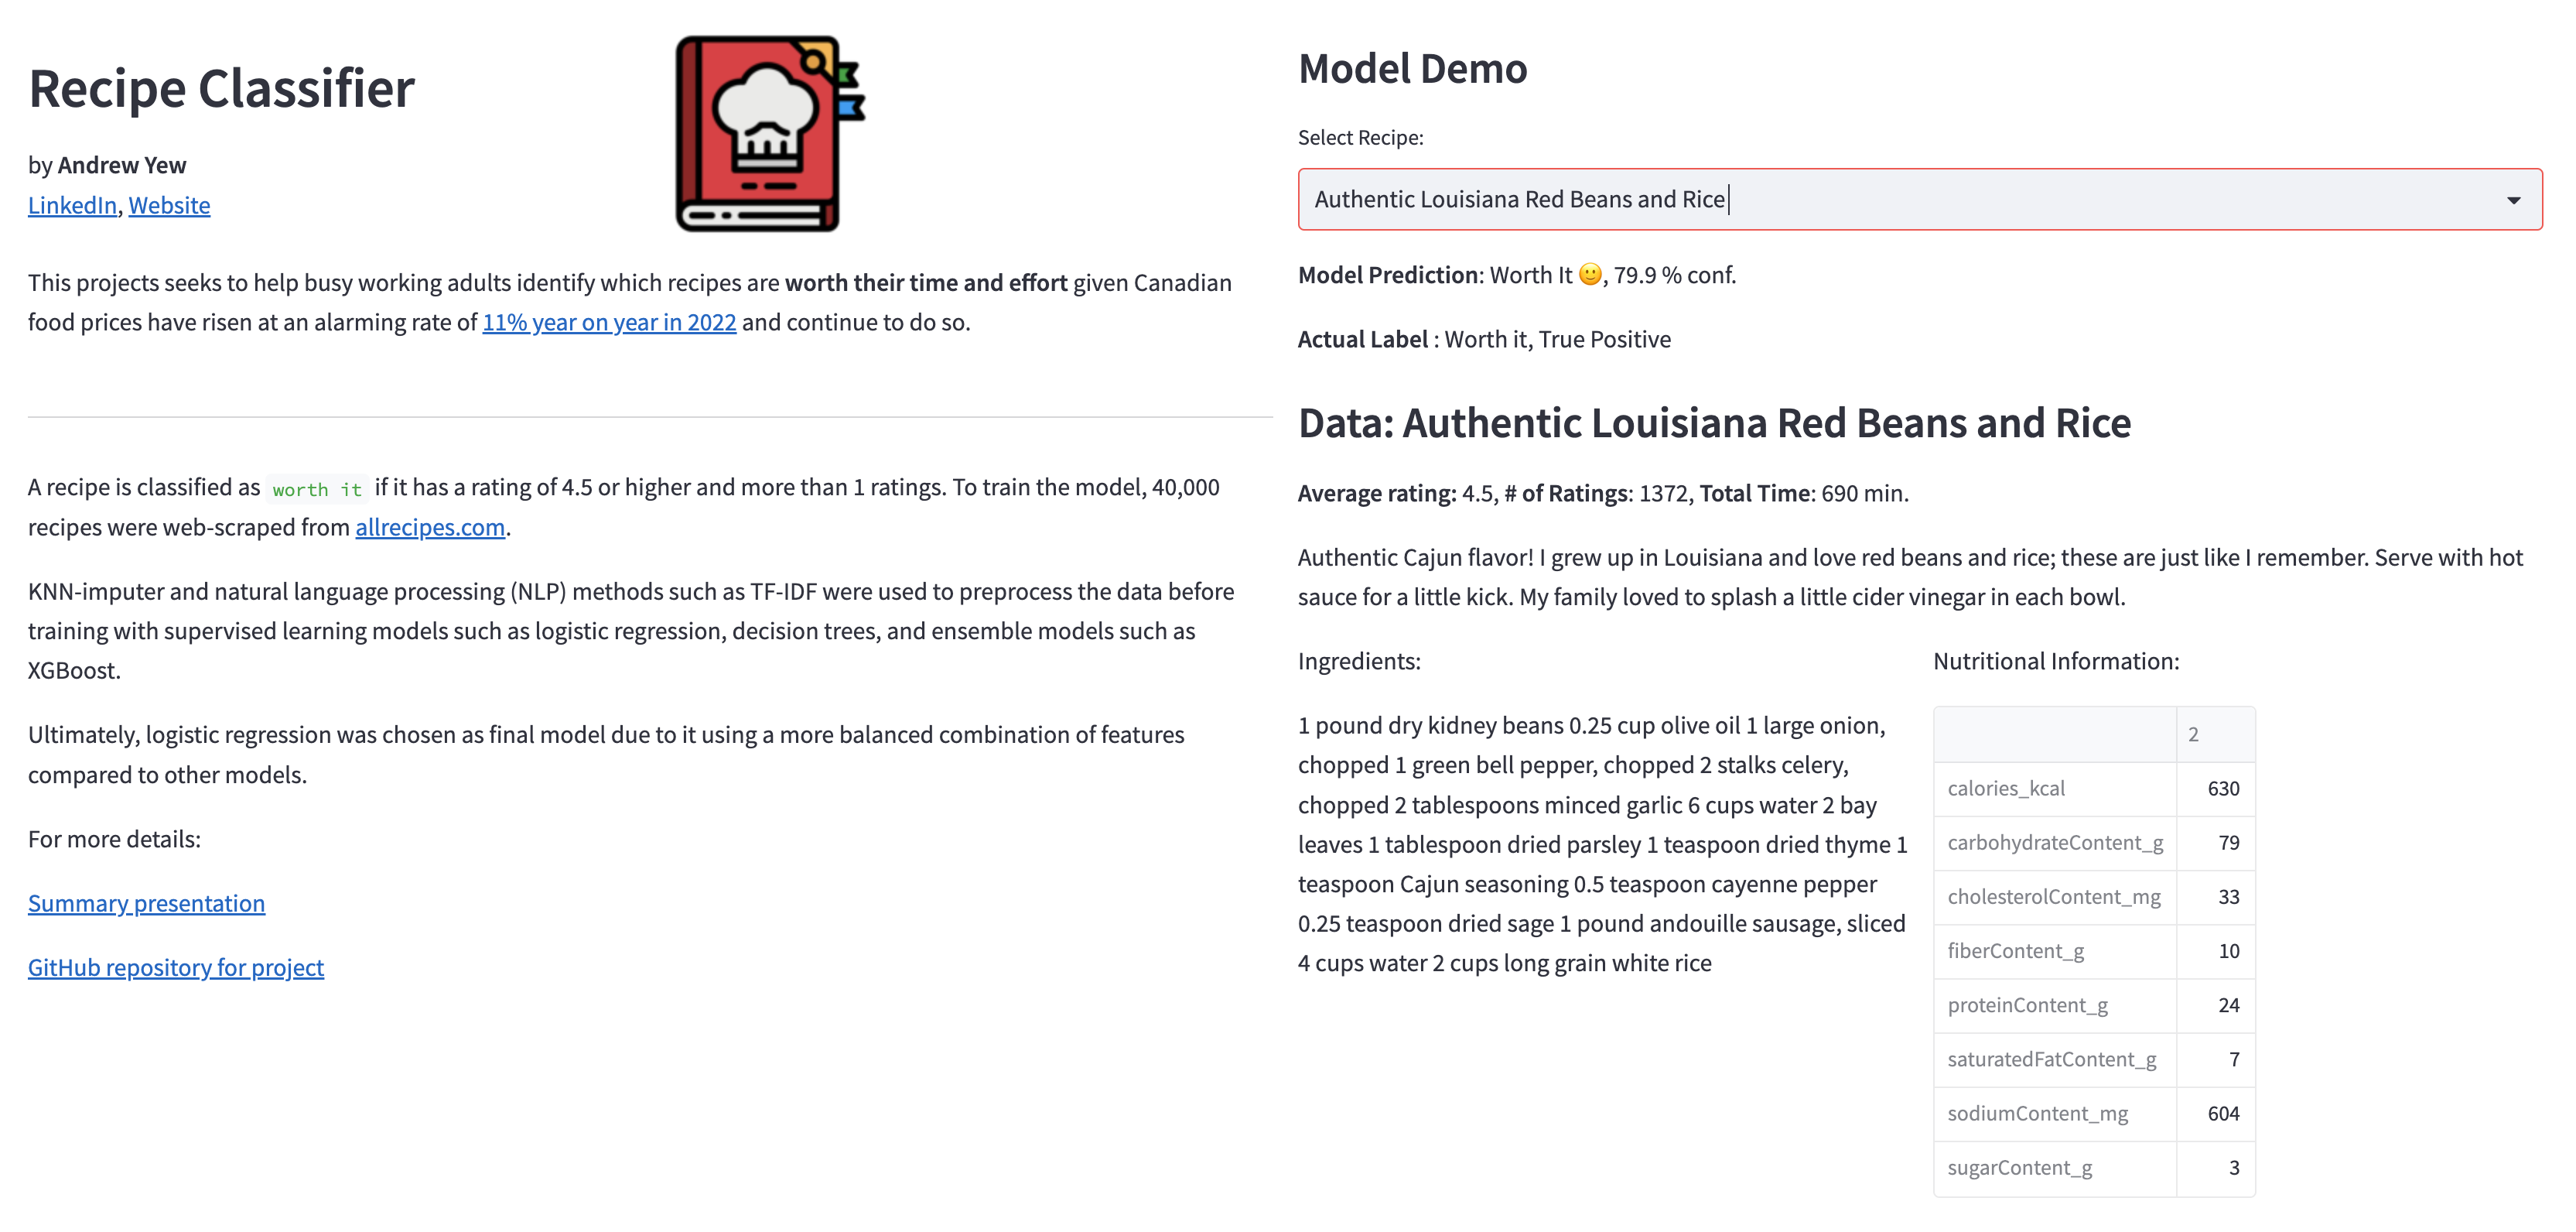 Recipe Classifier
by Andrew Yew
LinkedIn, Website
This projects seeks to help busy working adults identify which recipes are worth their time and effort given Canadian
food prices have risen at an alarming rate of 11% year on year in 2022 and continue to do so.
A recipe is classified as worth it if it has a rating of 4.5 or higher and more than 1 ratings. To train the model, 40,000
recipes were web-scraped from allrecipes.com.
KNN-imputer and natural language processing (NLP) methods such as TF-IDF were used to preprocess the data before
training with supervised learning models such as logistic regression, decision trees, and ensemble models such as
XGBoost.
Ultimately, logistic regression was chosen as final model due to it using a more balanced combination of features
compared to other models.
For more details:
Summary presentation
GitHub repository for project
Model Demo
Select Recipe:
Authentic Louisiana Red Beans and Rice
Model Prediction: Worth It 🙂, 79.9 % conf.
Actual Label : Worth it, True Positive
Data: Authentic Louisiana Red Beans and Rice
Average rating: 4.5, # of Ratings: 1372, Total Time: 690 min.
Authentic Cajun flavor! I grew up in Louisiana and love red beans and rice; these are just like I remember. Serve with hot
sauce for a little kick. My family loved to splash a little cider vinegar in each bowl.
Ingredients:
1 pound dry kidney beans 0.25 cup olive oil 1 large onion,
chopped 1 green bell pepper, chopped 2 stalks celery,
chopped 2 tablespoons minced garlic 6 cups water 2 bay
leaves 1 tablespoon dried parsley 1 teaspoon dried thyme 1
teaspoon Cajun seasoning 0.5 teaspoon cayenne pepper
0.25 teaspoon dried sage 1 pound andouille sausage, sliced
4 cups water 2 cups long grain white rice
Nutritional Information:
2
calories_kcal 630
carbohydrateContent_g 79
cholesterolContent_mg 33
fiberContent_g 10
proteinContent_g 24
saturatedFatContent_g 7
sodiumContent_mg 604
sugarContent_g 3